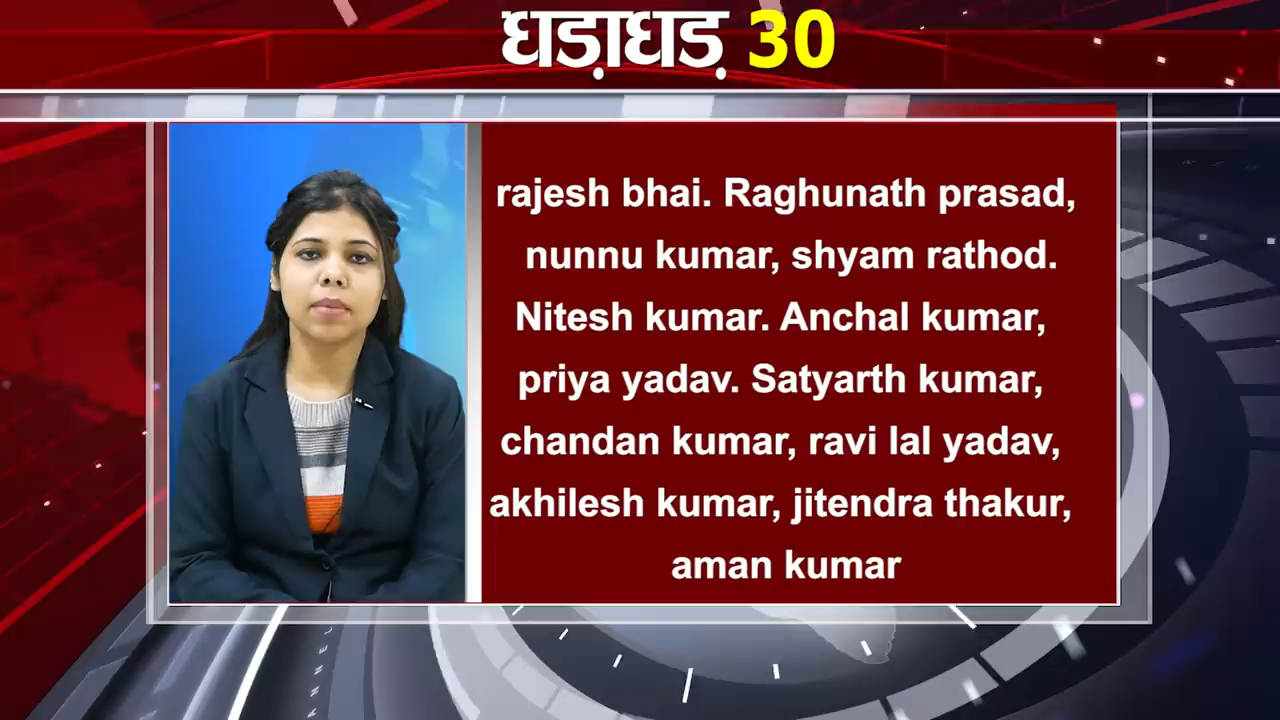 धड़ाधड़ 30
rajesh bhai. Raghunath prasad,
nunnu kumar, shyam rathod.
Nitesh kumar. Anchal kumar,
priya yadav. Satyarth kumar,
chandan kumar, ravi lal yadav,
akhilesh kumar, jitendra thakur,
aman kumar